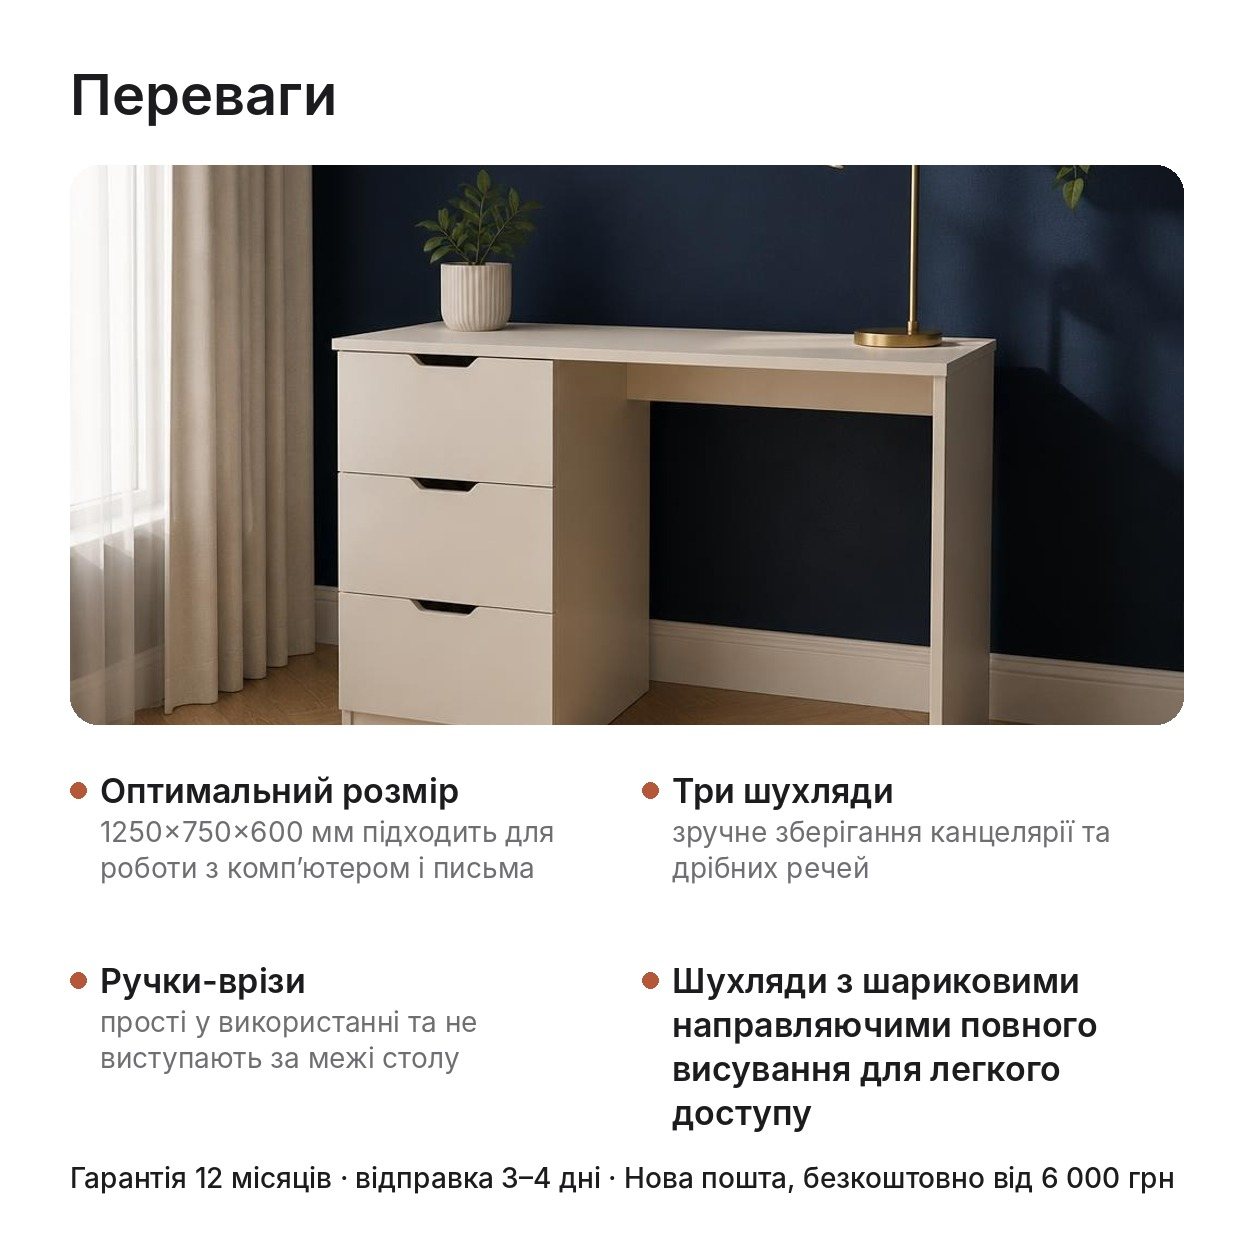 Переваги
Оптимальний розмір
1250×750×600 мм підходить для
роботи з комп’ютером і письма
Три шухляди
зручне зберігання канцелярії та
дрібних речей
Ручки-врізи
прості у використанні та не
виступають за межі столу
Шухляди з шариковими
направляючими повного
висування для легкого
доступу
Гарантія 12 місяців · відправка 3–4 дні · Нова пошта, безкоштовно від 6 000 грн